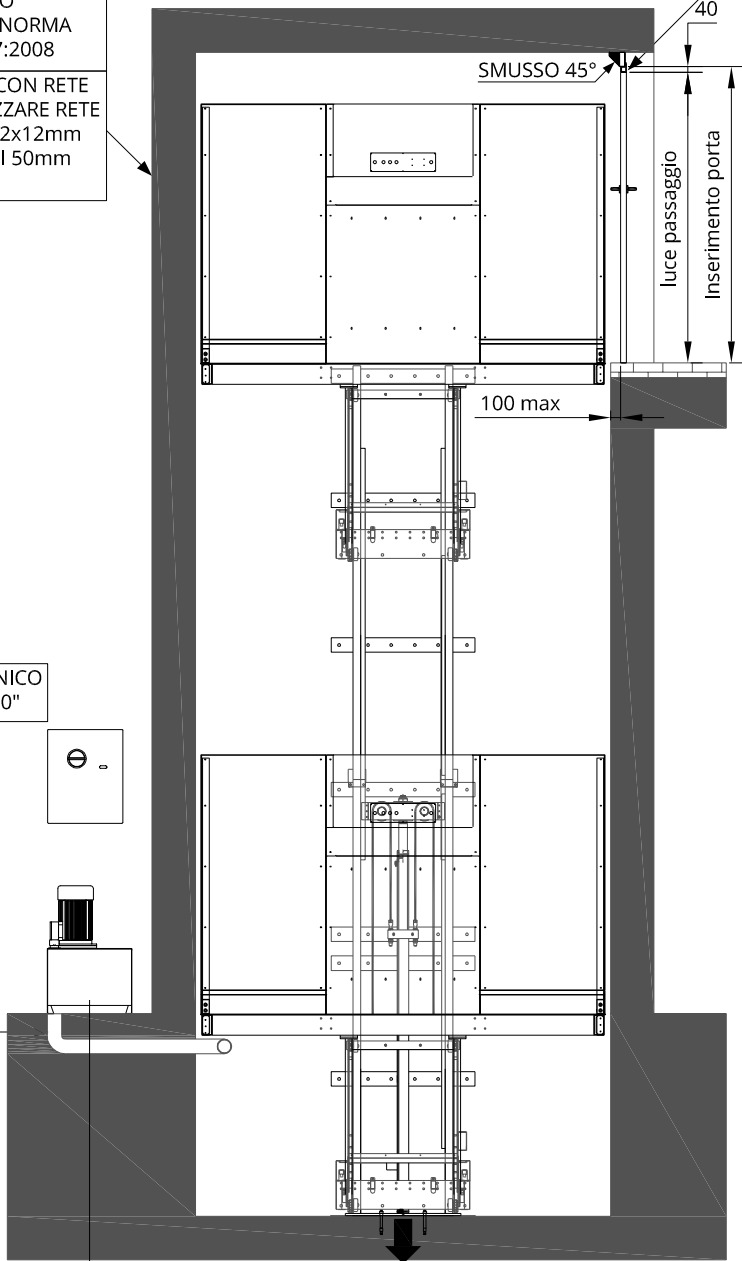 NORMA
7:2008
CON RETE
ZZARE RETE
2x12mm
l 50mm
40
SMUSSO 45°
luce passaggio
Inserimento porta
100 max
NICO
0"